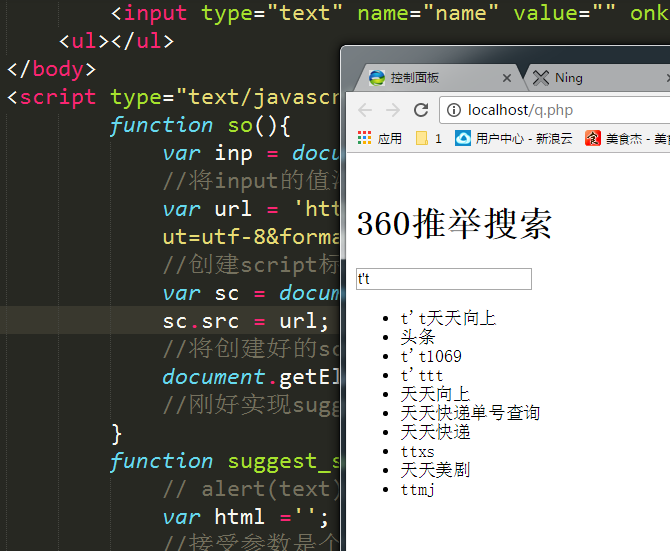 <input type="text" name="name" value="" onk
<ul></ul>
</body>
<script type="text/javascr
function so(){
var inp = docu
//将input的值
var url = 'htt
ut=utf-8&forma
//创建script标
var sc = docum
sc.src = url;
//将创建好的sc
document.getEl
//刚好实现sugg
}
function suggest_s
// alert(text)
var html ='';
//接受参数是个
控制面板
Ning
localhost/q.php
应用
1
用户中心 - 新浪云
美食杰 - 美
360推举搜索
t't
t't天天向上
头条
t't1069
t'ttt
天天向上
天天快递单号查询
天天快递
ttxs
天天美剧
ttmj